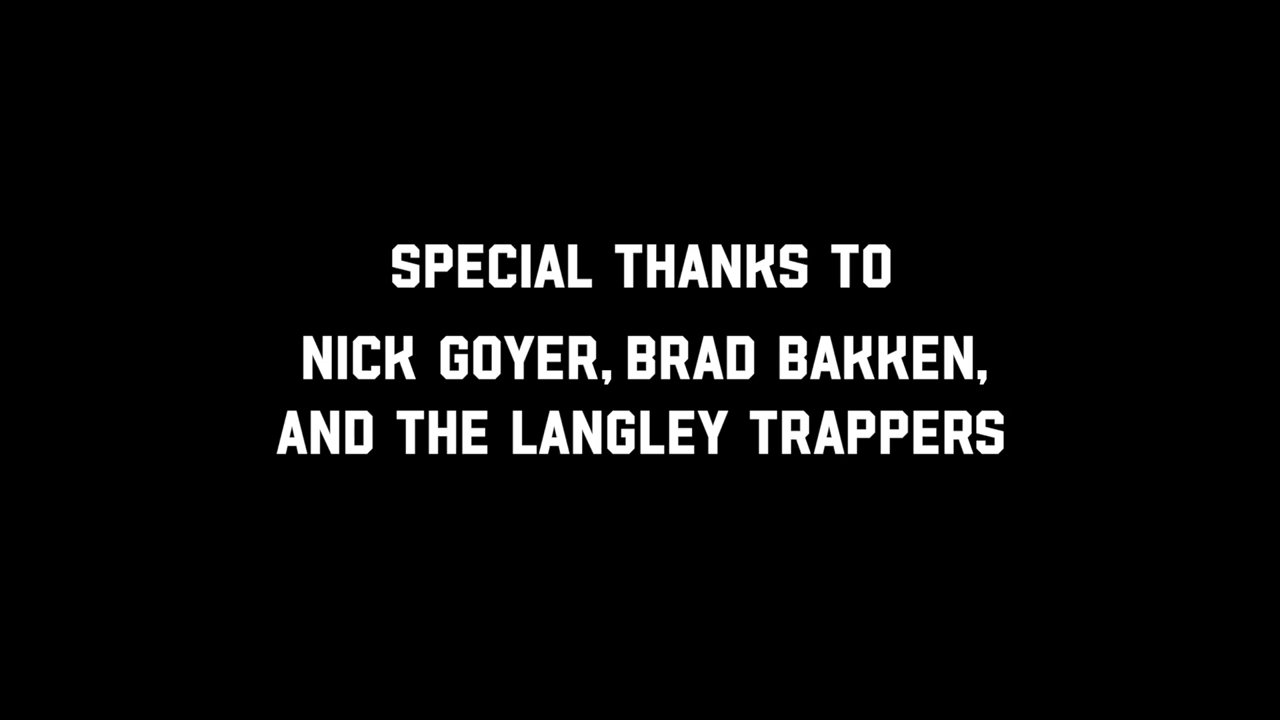 SPECIAL THANKS TO
NICK GOYER, BRAD BAKKEN,
AND THE LANGLEY TRAPPERS